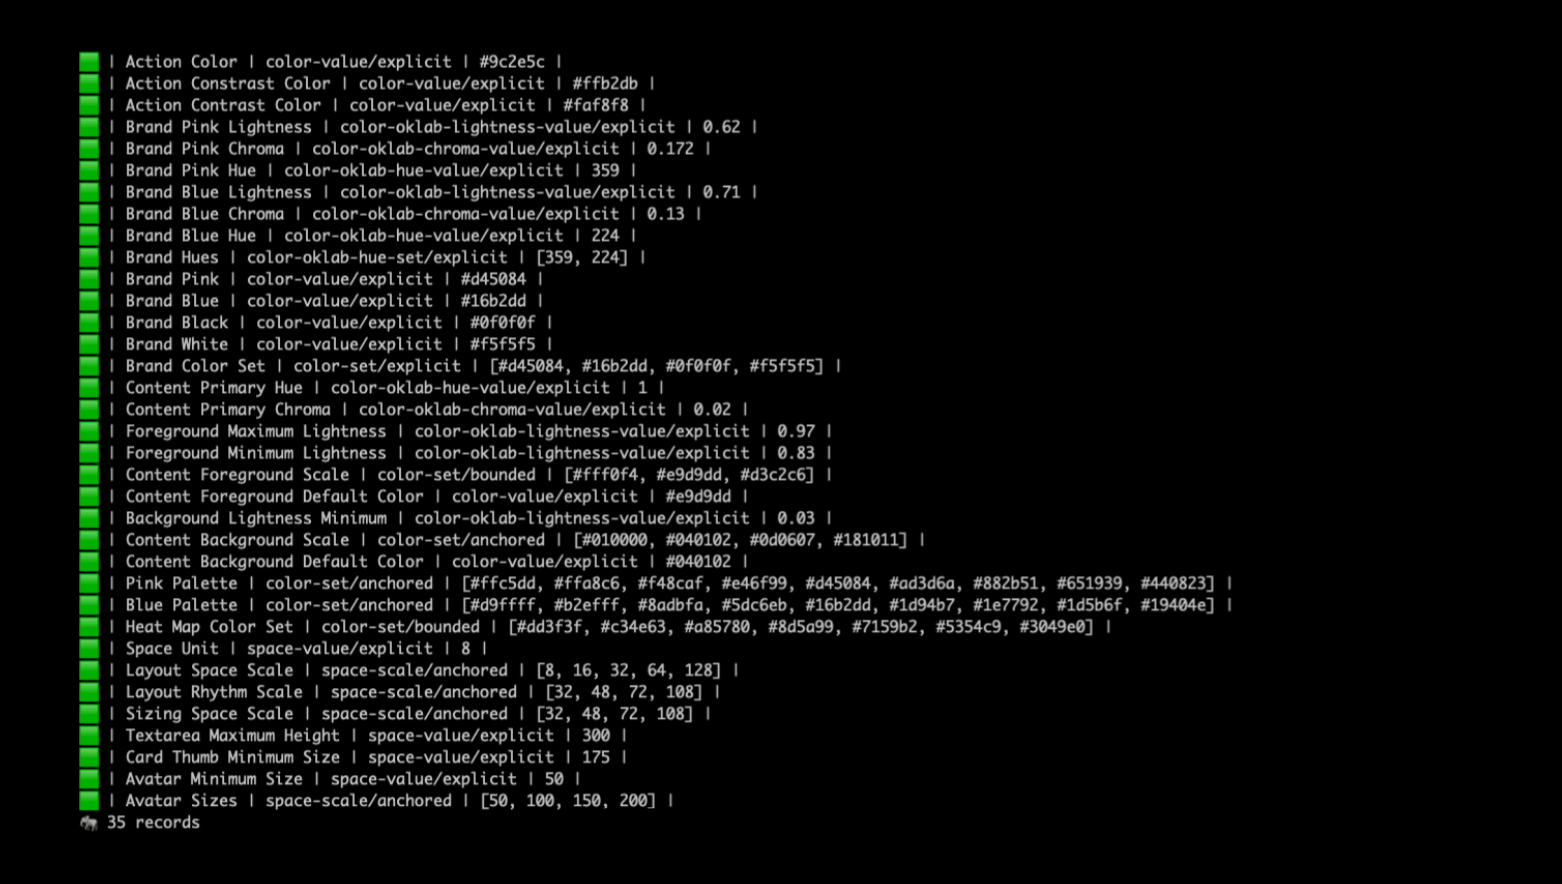 | Action Color | color-value/explicit | #9c2e5c |
| Action Constrast Color | color-value/explicit | #ffb2db |
| Action Contrast Color | color-value/explicit | #faf8f8 |
| Brand Pink Lightness | color-oklab-lightness-value/explicit | 0.62 |
| Brand Pink Chroma | color-oklab-chroma-value/explicit | 0.172 |
| Brand Pink Hue | color-oklab-hue-value/explicit | 359 |
| Brand Blue Lightness | color-oklab-lightness-value/explicit | 0.71 |
| Brand Blue Chroma | color-oklab-chroma-value/explicit | 0.13 |
| Brand Blue Hue | color-oklab-hue-value/explicit | 224 |
| Brand Hues | color-oklab-hue-set/explicit | [359, 224] |
| Brand Pink | color-value/explicit | #d45084 |
| Brand Blue | color-value/explicit | #16b2dd |
| Brand Black | color-value/explicit | #0f0f0f |
| Brand White | color-value/explicit | #f5f5f5 |
| Brand Color Set | color-set/explicit | [#d45084, #16b2dd, #0f0f0f, #f5f5f5] |
| Content Primary Hue | color-oklab-hue-value/explicit | 1 |
| Content Primary Chroma | color-oklab-chroma-value/explicit | 0.02 |
| Foreground Maximum Lightness | color-oklab-lightness-value/explicit | 0.97 |
| Foreground Minimum Lightness | color-oklab-lightness-value/explicit | 0.83 |
| Content Foreground Scale | color-set/bounded | [#fff0f4, #e9d9dd, #d3c2c6] |
| Content Foreground Default Color | color-value/explicit | #e9d9dd |
| Background Lightness Minimum | color-oklab-lightness-value/explicit | 0.03 |
| Content Background Scale | color-set/anchored | [#010000, #040102, #0d0607, #181011] |
| Content Background Default Color | color-value/explicit | #040102 |
| Pink Palette | color-set/anchored | [#ffc5dd, #ffa8c6, #f48caf, #e46f99, #d45084, #ad3d6a, #882b51, #651939, #440823] |
| Blue Palette | color-set/anchored | [#d9ffff, #b2efff, #8adbfa, #5dc6eb, #16b2dd, #1d94b7, #1e7792, #1d5b6f, #19404e] |
| Heat Map Color Set | color-set/bounded | [#dd3f3f, #c34e63, #a85780, #8d5a99, #7159b2, #5354c9, #3049e0] |
| Space Unit | space-value/explicit | 8 |
| Layout Space Scale | space-scale/anchored | [8, 16, 32, 64, 128] |
| Layout Rhythm Scale | space-scale/anchored | [32, 48, 72, 108] |
| Sizing Space Scale | space-scale/anchored | [32, 48, 72, 108] |
| Textarea Maximum Height | space-value/explicit | 300 |
| Card Thumb Minimum Size | space-value/explicit | 175 |
| Avatar Minimum Size | space-value/explicit | 50 |
| Avatar Sizes | space-scale/anchored | [50, 100, 150, 200] |
35 records